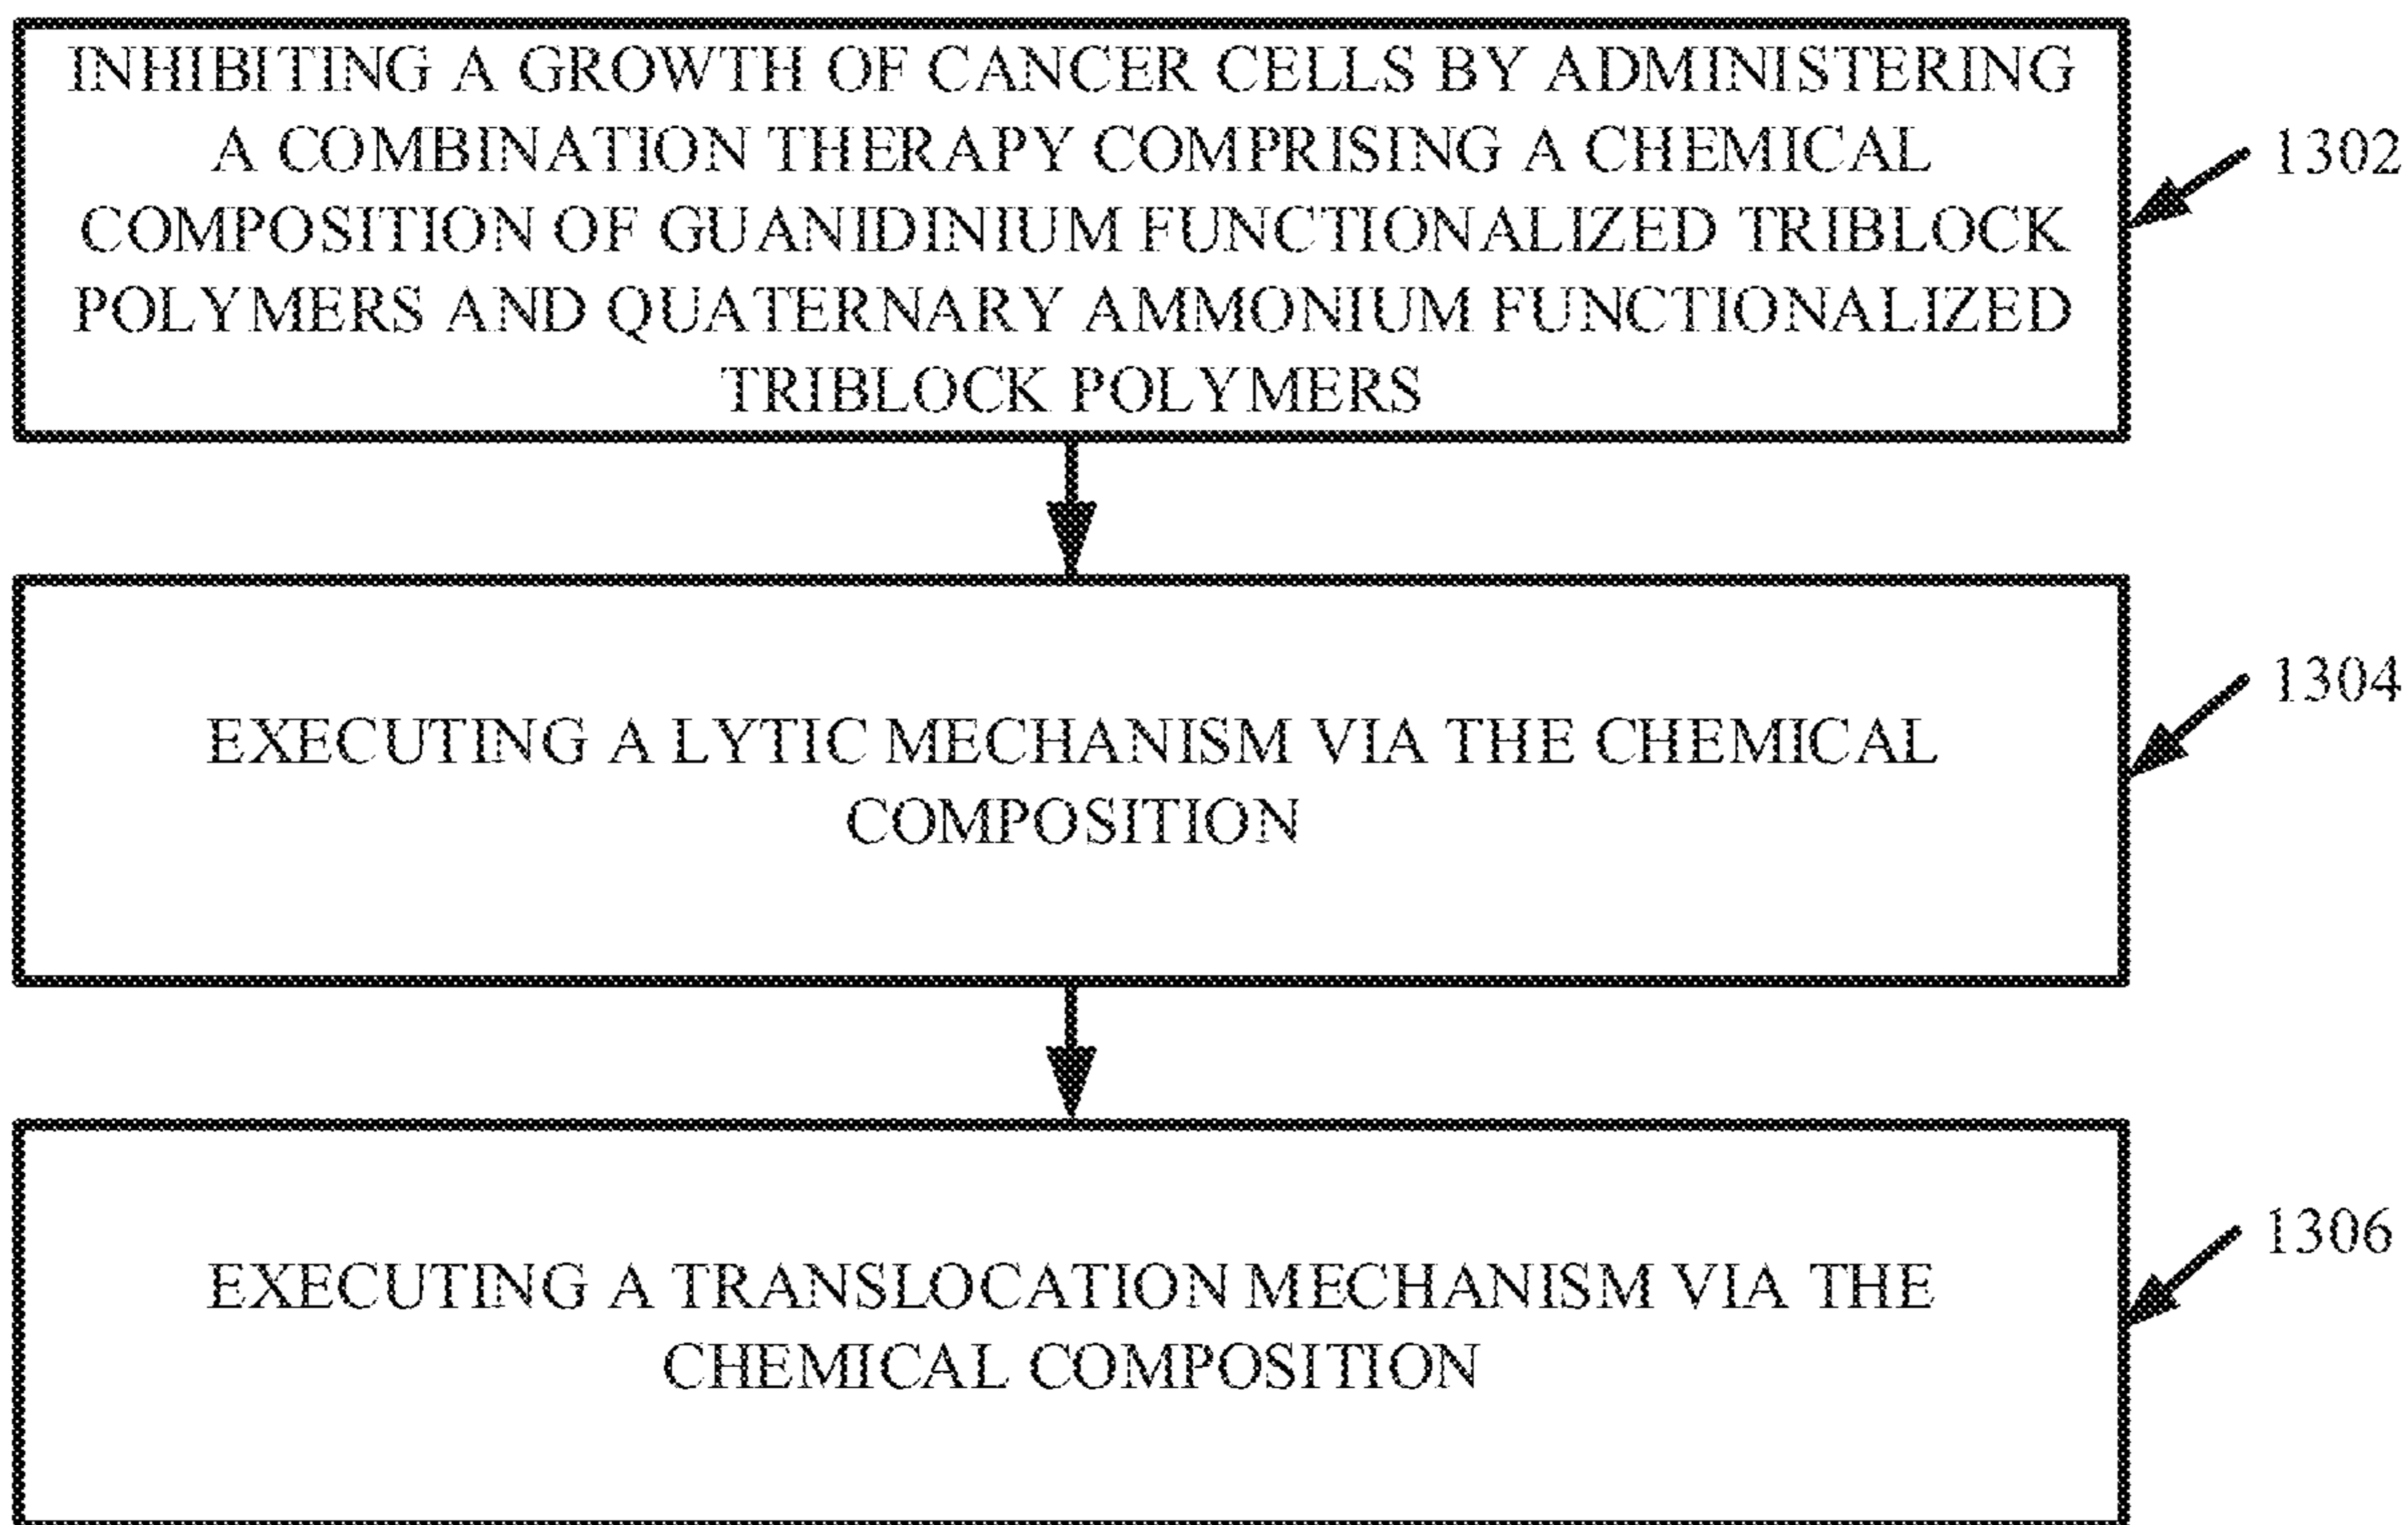 INHIBITING A GROWTH OF CANCER CELLS BY ADMINISTERING
A COMBINATION THERAPY COMPRISING A CHEMICAL
COMPOSITION OF GUANIDINIUM FUNCTIONALIZED TRIBLOCK
POLYMERS AND QUATERNARY AMMONIUM FUNCTIONALIZED
TRIBLOCK POLYMERS
1302
EXECUTING A LYTIC MECHANISM VIA THE CHEMICAL
COMPOSITION
1304
EXECUTING A TRANSLOCATION MECHANISM VIA THE
CHEMICAL COMPOSITION
1306